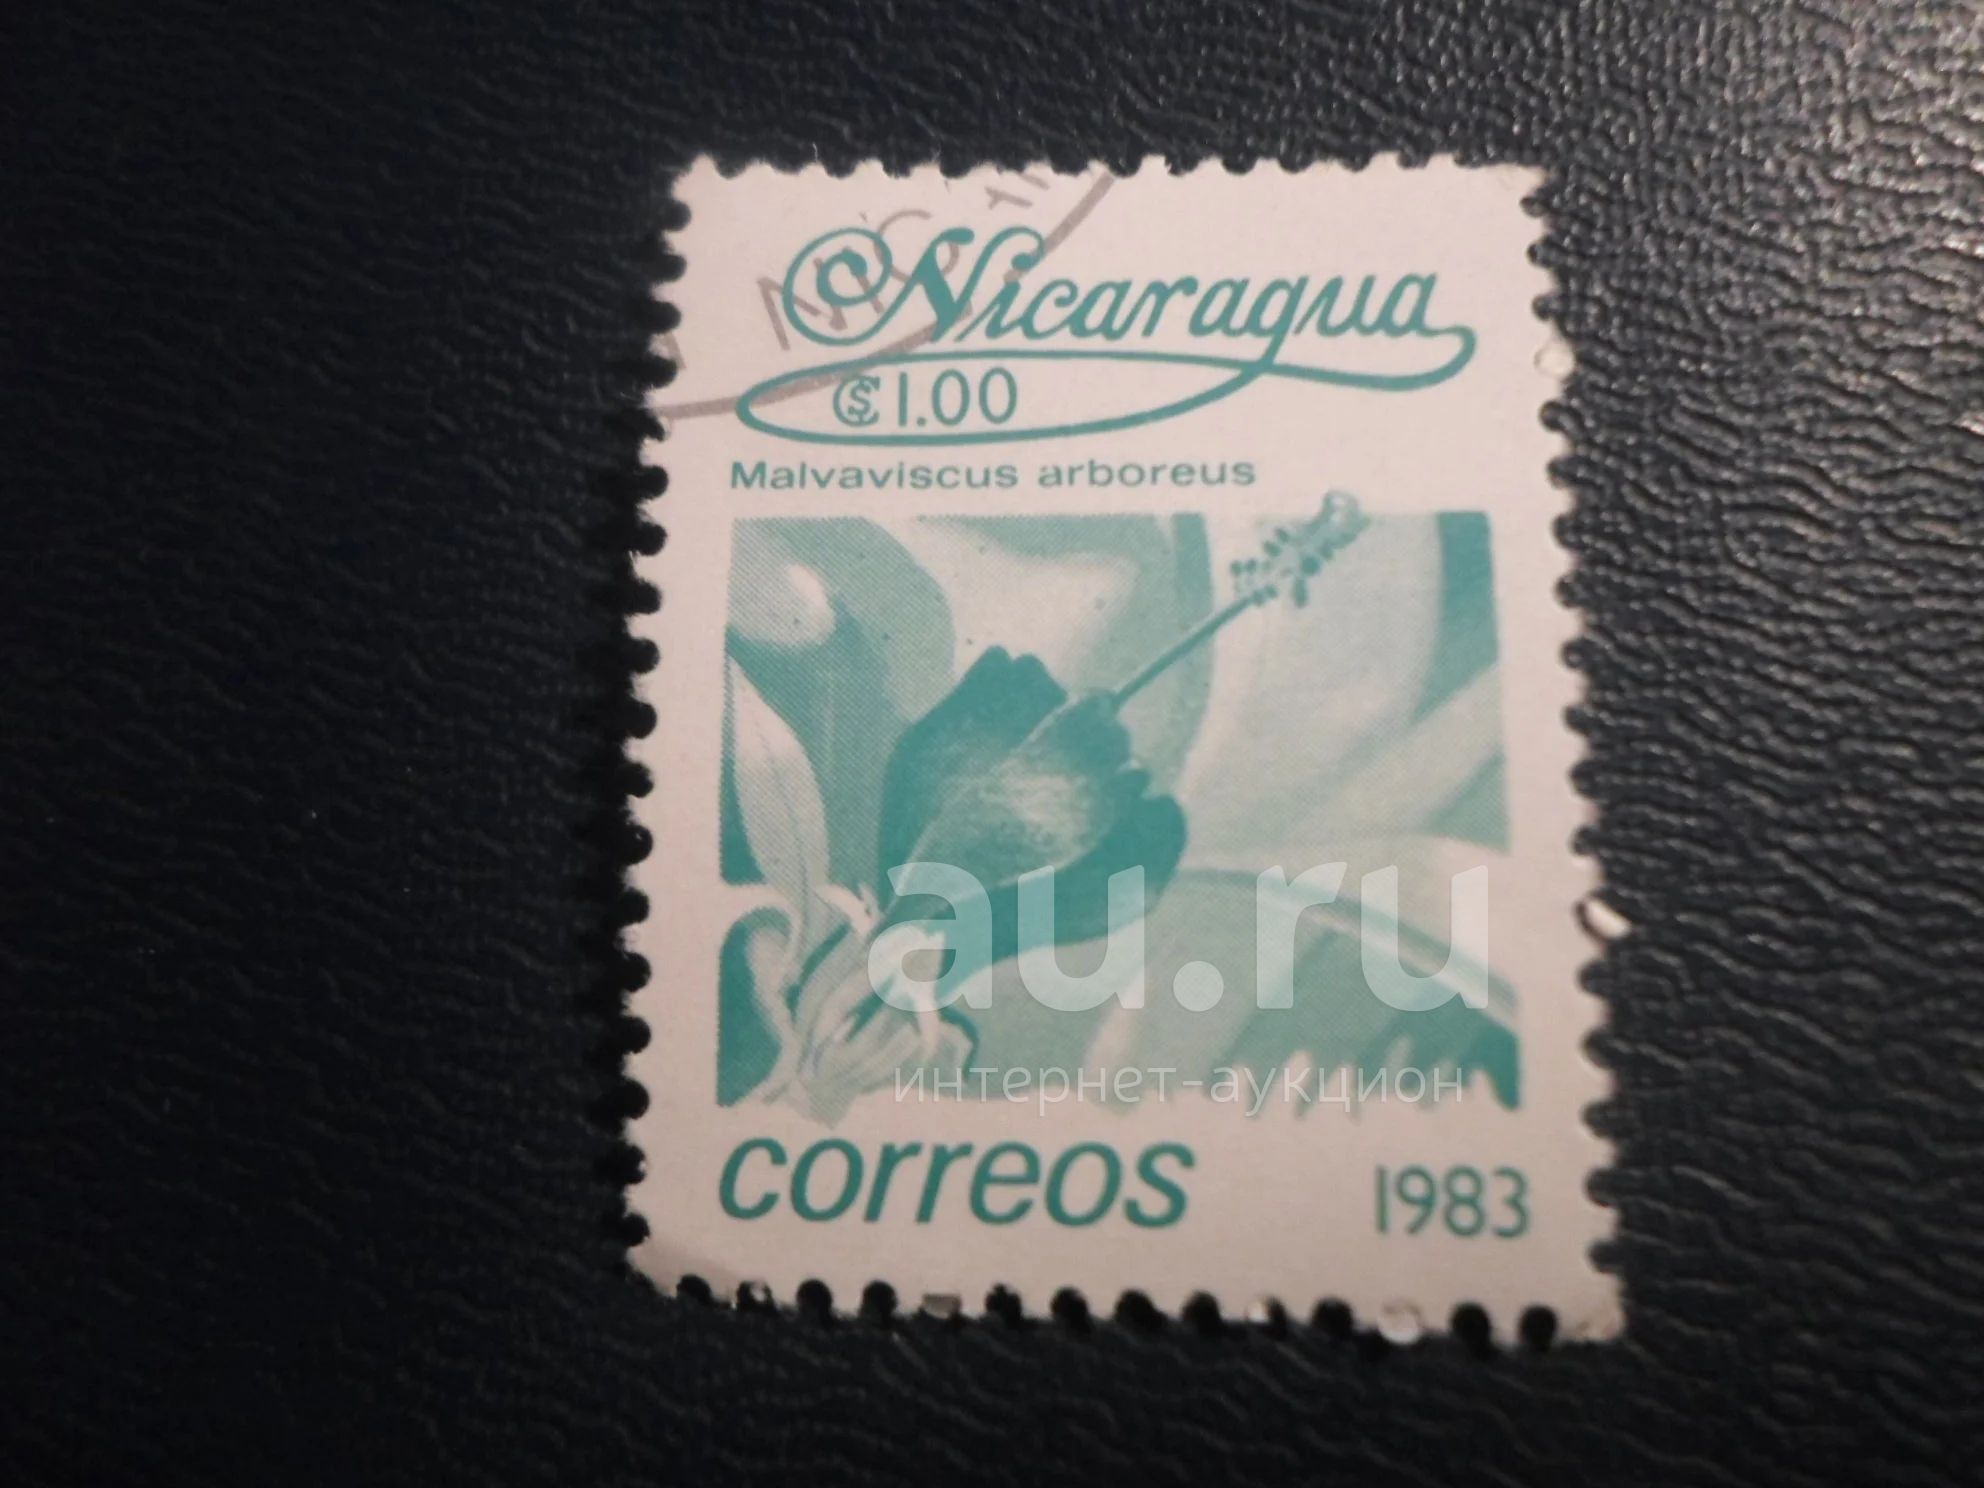 Nicaragua
C$ 1.00
Malvaviscus arboreus
au.ru
интернет-аукцион
correos 1983